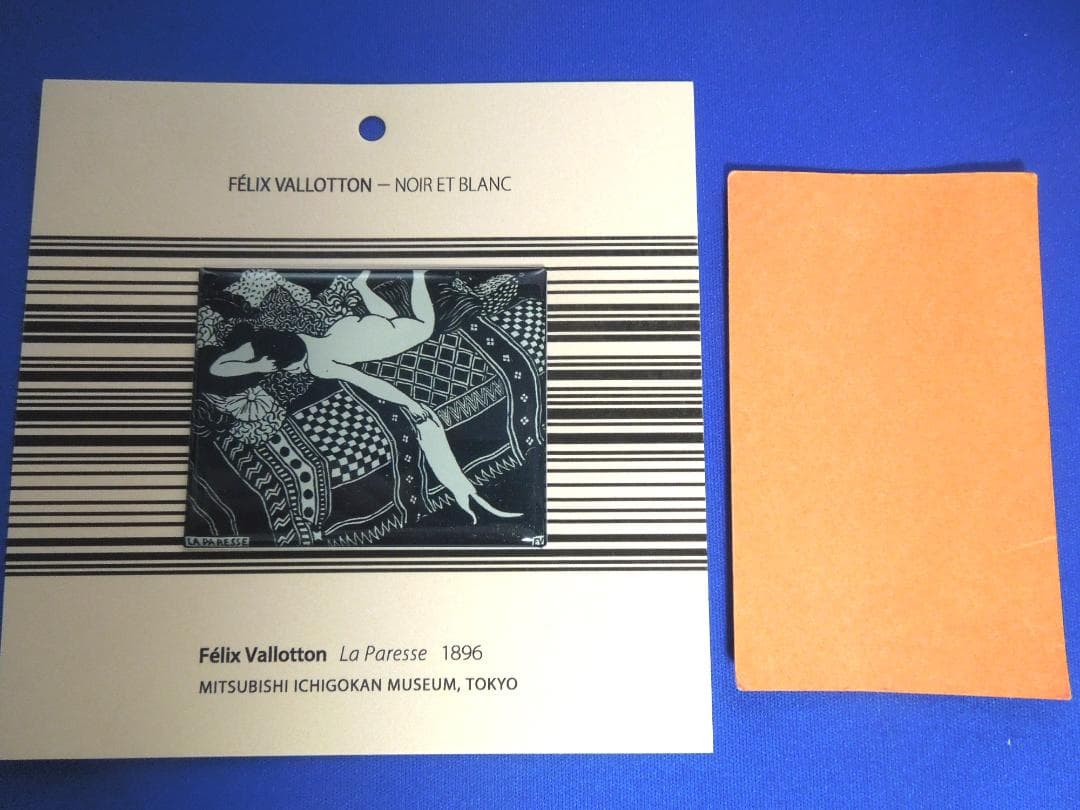 FÉLIX VALLOTTON — NOIR ET BLANC
LA PARESSE
FV
Félix Vallotton La Paresse 1896
MITSUBISHI ICHIGOKAN MUSEUM, TOKYO